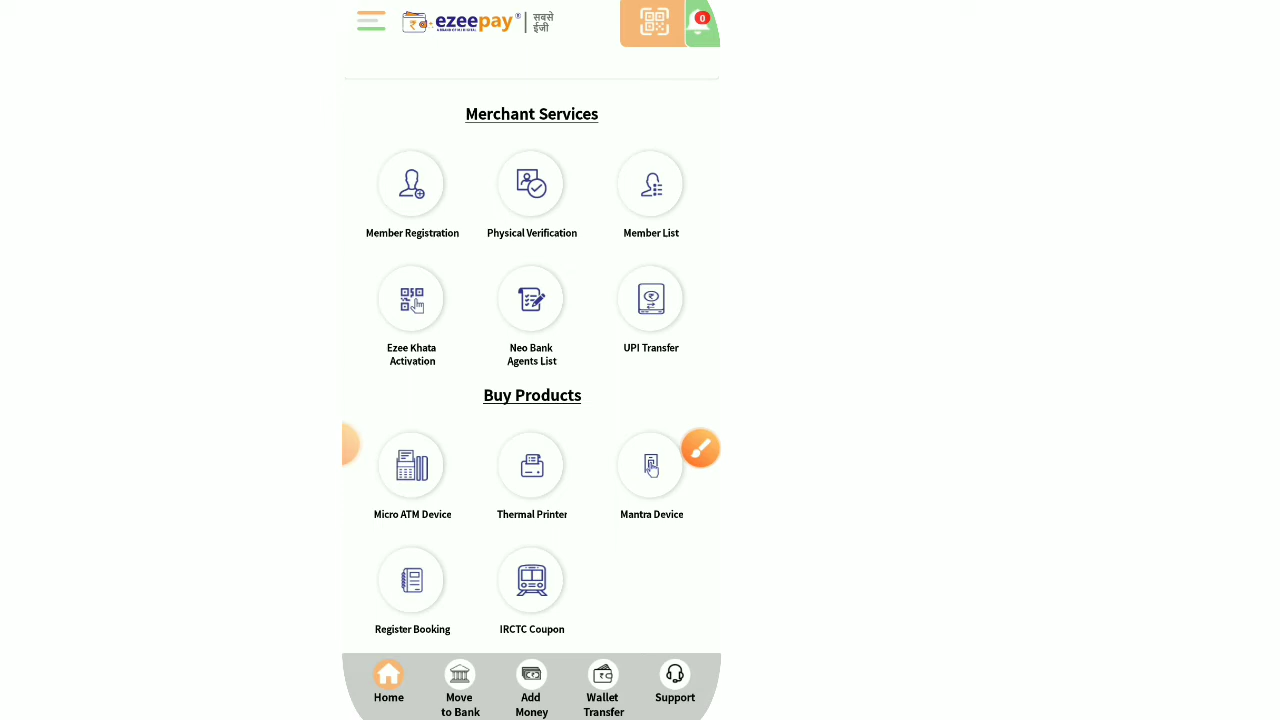 ezeepay®
सबसे
ईजी
0
Merchant Services
Member Registration
Physical Verification
Member List
Ezee Khata
Activation
Neo Bank
Agents List
UPI Transfer
Buy Products
Micro ATM Device
Thermal Printer
Mantra Device
Register Booking
IRCTC Coupon
Home
Move
to Bank
Add
Money
Wallet
Transfer
Support